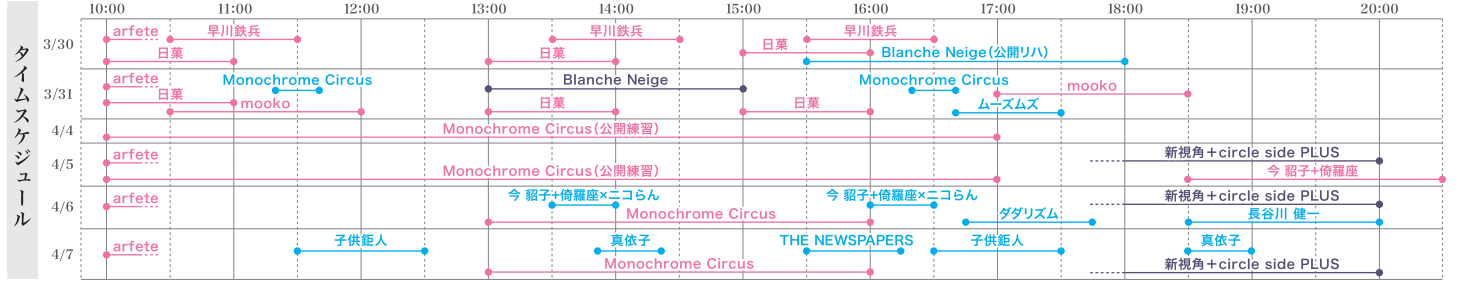 10:00 11:00 12:00 13:00 14:00 15:00 16:00 17:00 18:00 19:00 20:00
タイムスケジュール
3/30
arfete 早川鉄兵 早川鉄兵 早川鉄兵
日菓 日菓 日菓 Blanche Neige(公開リハ)
3/31
arfete Monochrome Circus Blanche Neige Monochrome Circus mooko
日菓 mooko 日菓 日菓 ムーズムズ
4/4
Monochrome Circus(公開練習)
4/5
arfete 新視角+circle side PLUS
Monochrome Circus(公開練習) 今 貂子+倚羅座
4/6
arfete 今 貂子+倚羅座×ニコらん 今 貂子+倚羅座×ニコらん 新視角+circle side PLUS
Monochrome Circus ダダリズム 長谷川 健一
4/7
arfete 子供鉅人 真依子 THE NEWSPAPERS 子供鉅人 真依子
Monochrome Circus 新視角+circle side PLUS